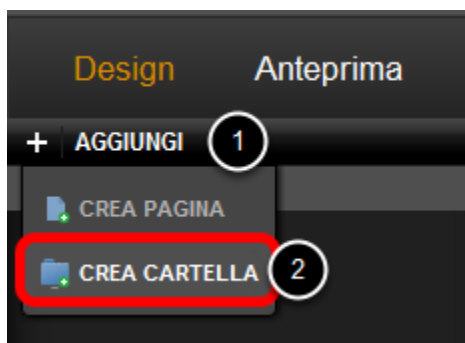 Design Anteprima
+ AGGIUNGI 1
CREA PAGINA
CREA CARTELLA 2